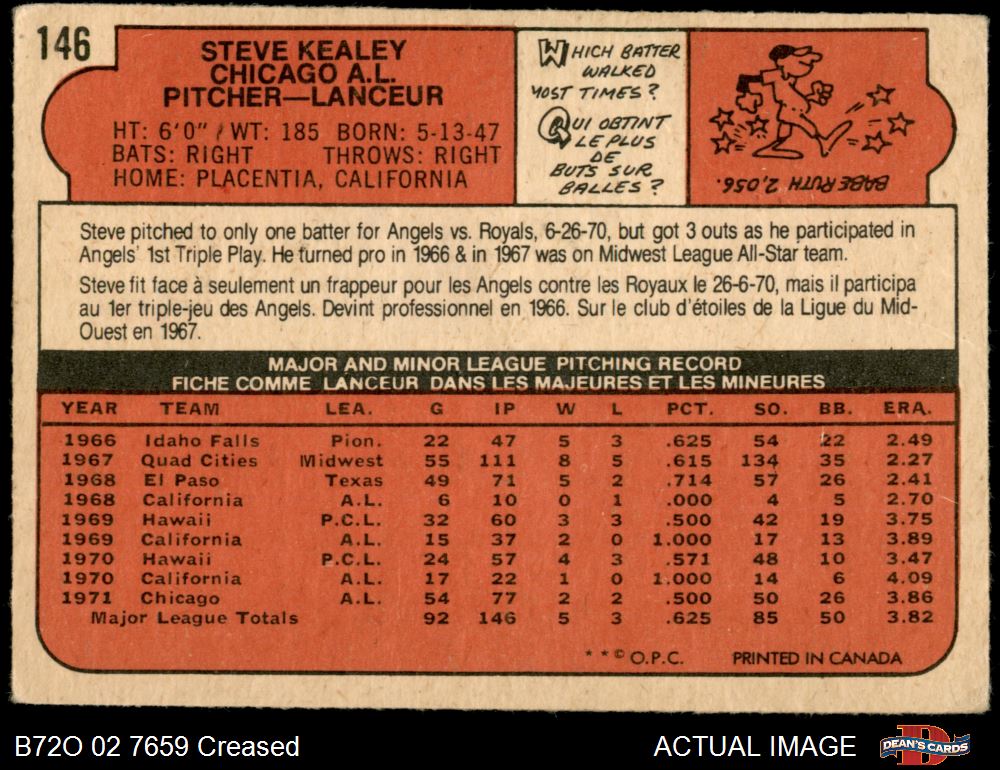 146
STEVE KEALEY
CHICAGO A.L.
PITCHER—LANCEUR
HT: 6'0" WT: 185 BORN: 5-13-47
BATS: RIGHT THROWS: RIGHT
HOME: PLACENTIA, CALIFORNIA
WHICH BATTER
WALKED
MOST TIMES?
QUI OBTINT
LE PLUS
DE
BUTS SUR
BALLES?
BABE RUTH 2,056.
Steve pitched to only one batter for Angels vs. Royals, 6-26-70, but got 3 outs as he participated in
Angels' 1st Triple Play. He turned pro in 1966 & in 1967 was on Midwest League All-Star team.
Steve fit face à seulement un frappeur pour les Angels contre les Royaux le 26-6-70, mais il participa
au 1er triple-jeu des Angels. Devint professionnel en 1966. Sur le club d'étoiles de la Ligue du Mid-
Ouest en 1967.
MAJOR AND MINOR LEAGUE PITCHING RECORD
FICHE COMME LANCEUR DANS LES MAJEURES ET LES MINEURES
YEAR TEAM LEA. G IP W L PCT. SO. BB. ERA.
1966 Idaho Falls Pion. 22 47 5 3 .625 54 22 2.49
1967 Quad Cities Midwest 55 111 8 5 .615 134 35 2.27
1968 El Paso Texas 49 71 5 2 .714 57 26 2.41
1968 California A.L. 6 10 0 1 .000 4 5 2.70
1969 Hawaii P.C.L. 32 60 3 3 .500 42 19 3.75
1969 California A.L. 15 37 2 0 1.000 17 13 3.89
1970 Hawaii P.C.L. 24 57 4 3 .571 48 10 3.47
1970 California A.L. 17 22 1 0 1.000 14 6 4.09
1971 Chicago A.L. 54 77 2 2 .500 50 26 3.86
Major League Totals 92 146 5 3 .625 85 50 3.82
* * © O.P.C. PRINTED IN CANADA
B72O 02 7659 Creased ACTUAL IMAGE D DEAN'S CARDS